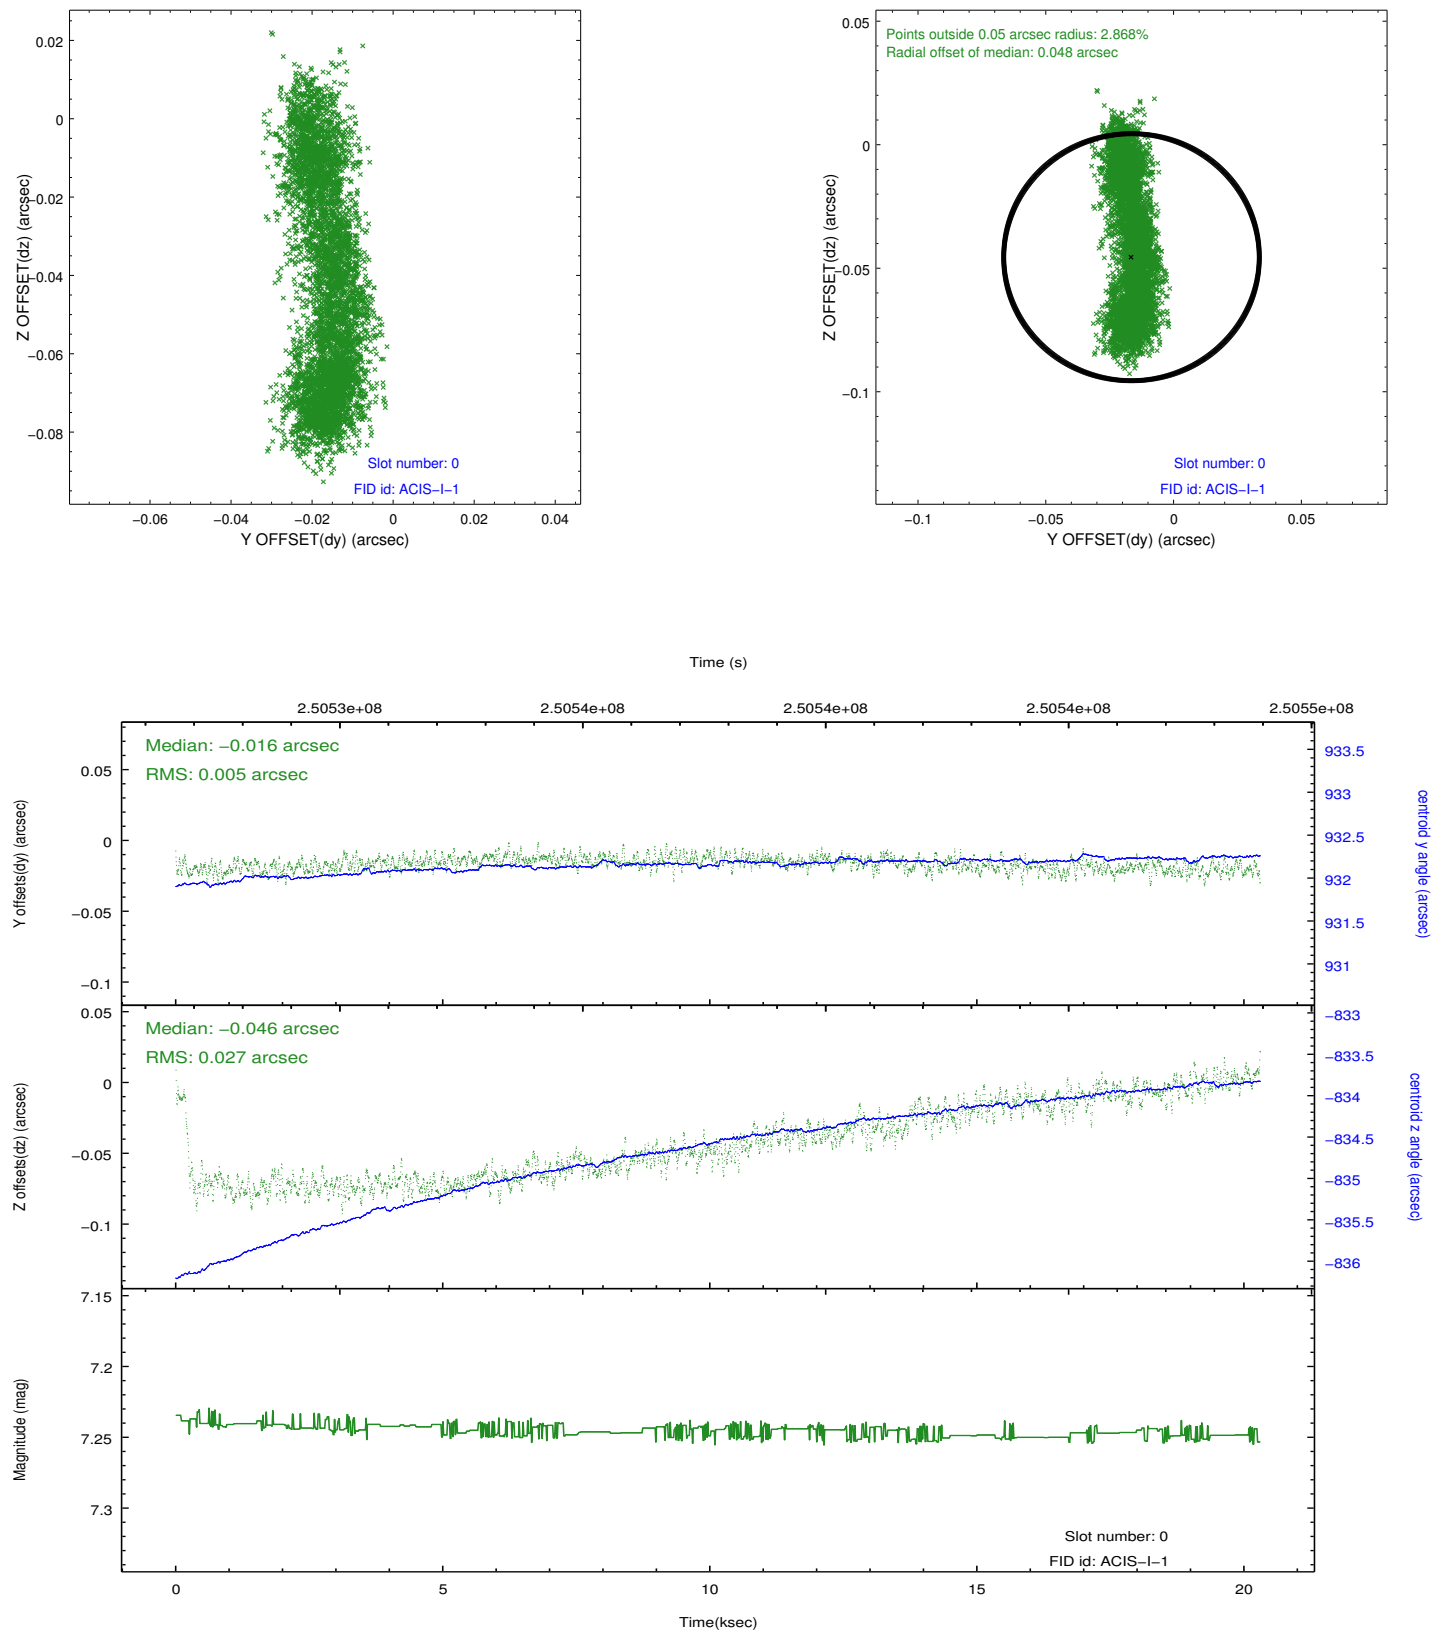 0.02
0
−0.02
−0.04
−0.06
−0.08
Z OFFSET(dz) (arcsec)
Slot number: 0
FID id: ACIS−I−1
−0.06
−0.04
−0.02
0
0.02
0.04
Y OFFSET(dy) (arcsec)
Points outside 0.05 arcsec radius: 2.868%
Radial offset of median: 0.048 arcsec
0.05
0
−0.05
−0.1
Z OFFSET(dz) (arcsec)
Slot number: 0
FID id: ACIS−I−1
−0.1
−0.05
0
0.05
Y OFFSET(dy) (arcsec)
Time (s)
2.5053e+08
2.5054e+08
2.5054e+08
2.5054e+08
2.5055e+08
Median: −0.016 arcsec
RMS: 0.005 arcsec
0.05
0
−0.05
−0.1
Y offsets(dy) (arcsec)
933.5
933
932.5
932
931.5
931
centroid y angle (arcsec)
Median: −0.046 arcsec
RMS: 0.027 arcsec
0.05
0
−0.05
−0.1
Z offsets(dz) (arcsec)
−833
−833.5
−834
−834.5
−835
−835.5
−836
centroid z angle (arcsec)
7.15
7.2
7.25
7.3
Magnitude (mag)
Slot number: 0
FID id: ACIS−I−1
0
5
10
15
20
Time(ksec)